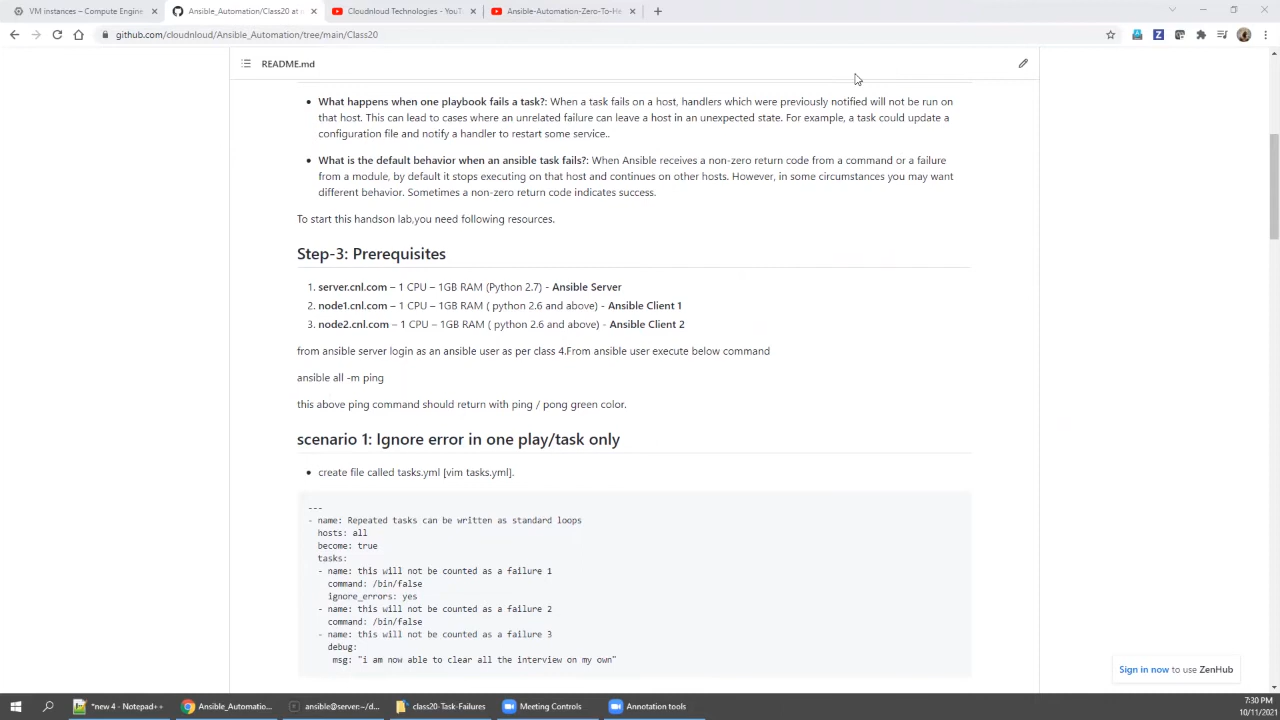 VM instances – Compute Engine
Ansible_Automation/Class20 at
Cloudnloud Technologies - YouT
Ansible-Automation-Zero-To-He
github.com/cloudnloud/Ansible_Automation/tree/main/Class20
README.md
What happens when one playbook fails a task?: When a task fails on a host, handlers which were previously notified will not be run on
that host. This can lead to cases where an unrelated failure can leave a host in an unexpected state. For example, a task could update a
configuration file and notify a handler to restart some service..
What is the default behavior when an ansible task fails?: When Ansible receives a non-zero return code from a command or a failure
from a module, by default it stops executing on that host and continues on other hosts. However, in some circumstances you may want
different behavior. Sometimes a non-zero return code indicates success.
To start this handson lab,you need following resources.
Step-3: Prerequisites
1. server.cnl.com – 1 CPU – 1GB RAM (Python 2.7) - Ansible Server
2. node1.cnl.com – 1 CPU – 1GB RAM ( python 2.6 and above) - Ansible Client 1
3. node2.cnl.com – 1 CPU – 1GB RAM ( python 2.6 and above) - Ansible Client 2
from ansible server login as an ansible user as per class 4.From ansible user execute below command
ansible all -m ping
this above ping command should return with ping / pong green color.
scenario 1: Ignore error in one play/task only
create file called tasks.yml [vim tasks.yml].
---
- name: Repeated tasks can be written as standard loops
hosts: all
become: true
tasks:
- name: this will not be counted as a failure 1
command: /bin/false
ignore_errors: yes
- name: this will not be counted as a failure 2
command: /bin/false
- name: this will not be counted as a failure 3
debug:
msg: "i am now able to clear all the interview on my own"
Sign in now to use ZenHub
*new 4 - Notepad++
Ansible_Automatio...
ansible@server:~/d...
class20-Task-Failures
Meeting Controls
Annotation tools
7:30 PM
10/11/2021